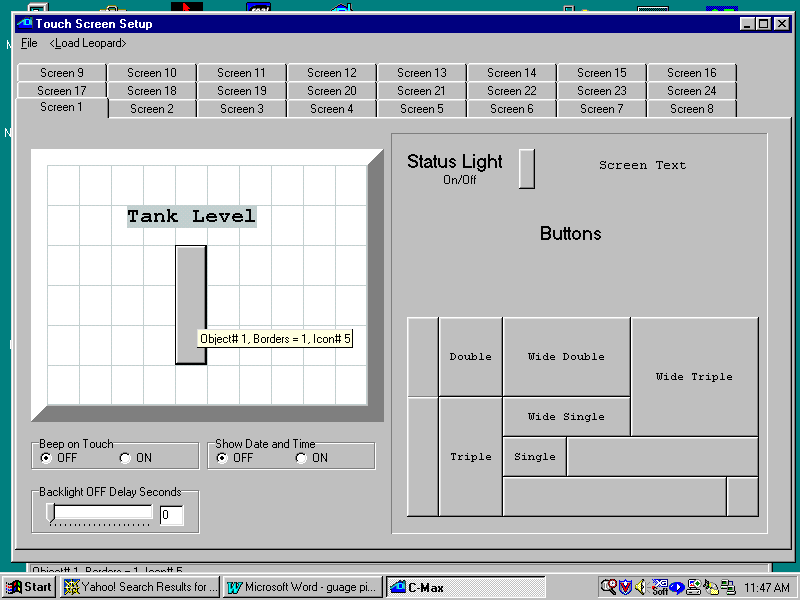 Touch Screen Setup
File <Load Leopard>
Screen 9 Screen 10 Screen 11 Screen 12 Screen 13 Screen 14 Screen 15 Screen 16
Screen 17 Screen 18 Screen 19 Screen 20 Screen 21 Screen 22 Screen 23 Screen 24
Screen 1 Screen 2 Screen 3 Screen 4 Screen 5 Screen 6 Screen 7 Screen 8
Tank Level
Object# 1, Borders = 1, Icon# 5
Beep on Touch
OFF ON
Show Date and Time
OFF ON
Backlight OFF Delay Seconds
0
Status Light
On/Off
Screen Text
Buttons
Double
Wide Double
Wide Triple
Wide Single
Triple
Single
Object# 1, Borders = 1, Icon# 5
Start
Yahoo! Search Results for ...
Microsoft Word - guage pi...
C-Max
11:47 AM